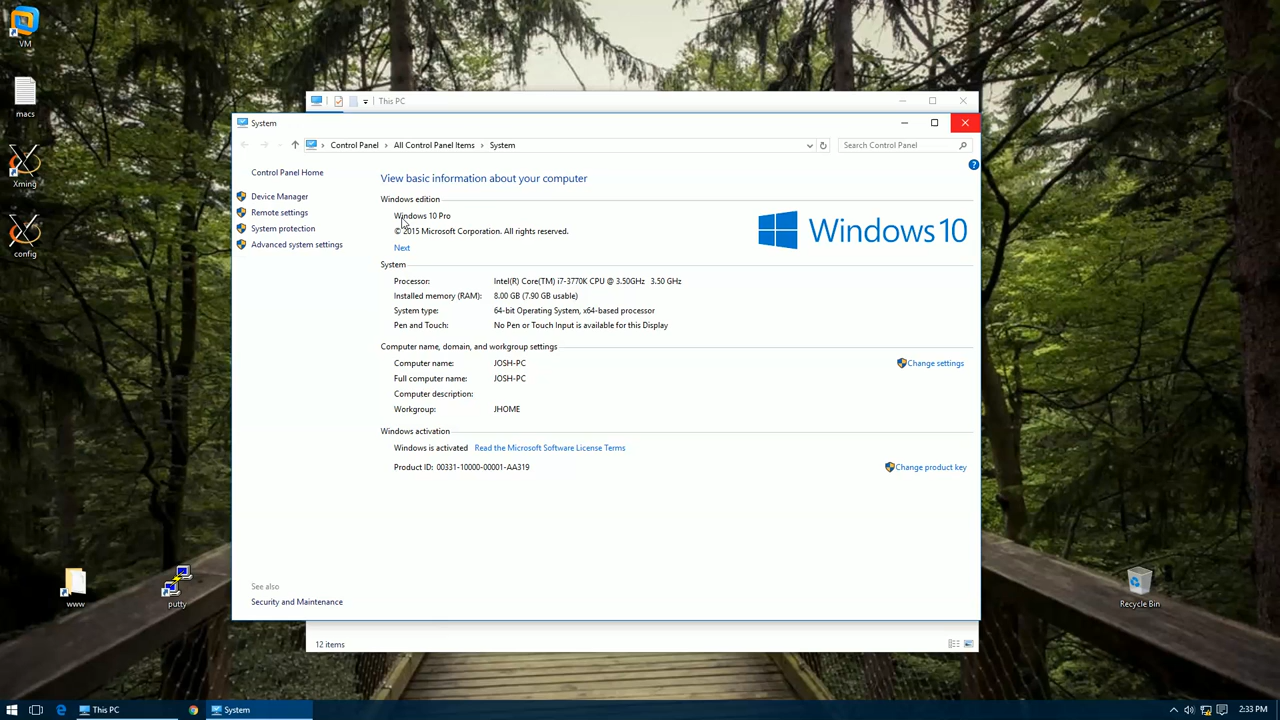 VM
macs
Xming
config
This PC
System
Control Panel
All Control Panel Items
System
Search Control Panel
Control Panel Home
Device Manager
Remote settings
System protection
Advanced system settings
See also
Security and Maintenance
View basic information about your computer
Windows edition
Windows 10 Pro
© 2015 Microsoft Corporation. All rights reserved.
Next
Windows 10
System
Processor: Intel(R) Core(TM) i7-3770K CPU @ 3.50GHz 3.50 GHz
Installed memory (RAM): 8.00 GB (7.90 GB usable)
System type: 64-bit Operating System, x64-based processor
Pen and Touch: No Pen or Touch Input is available for this Display
Computer name, domain, and workgroup settings
Computer name: JOSH-PC
Change settings
Full computer name: JOSH-PC
Computer description:
Workgroup: JHOME
Windows activation
Windows is activated Read the Microsoft Software License Terms
Product ID: 00331-10000-00001-AA319
Change product key
www
putty
Recycle Bin
12 items
This PC
System
2:33 PM